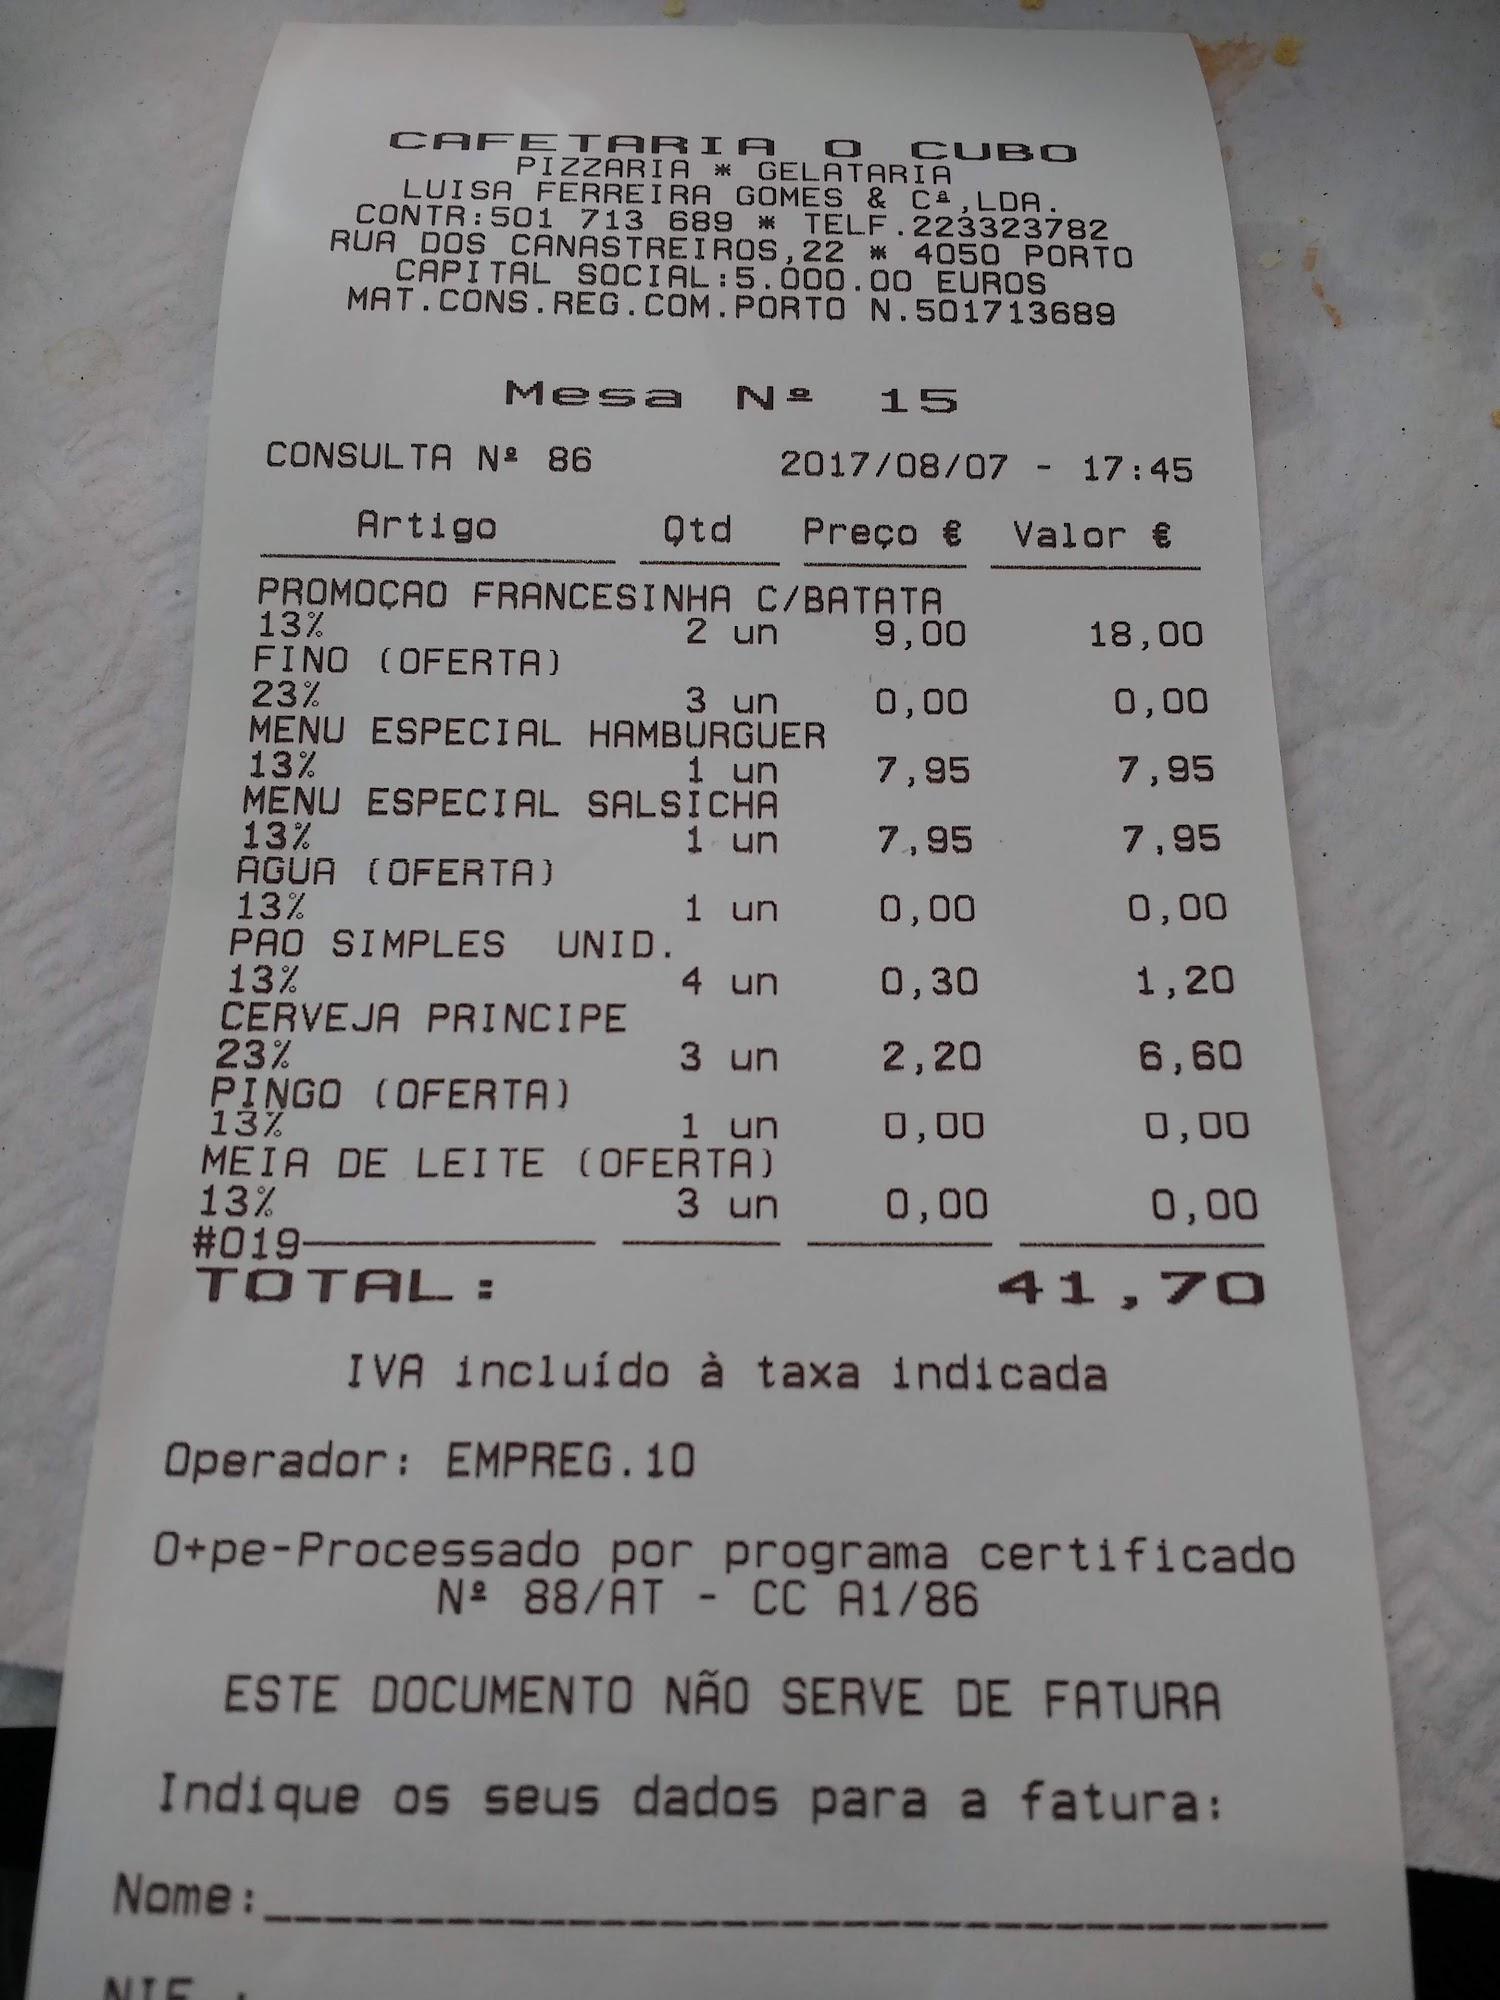 CAFETARIA O CUBO
PIZZARIA * GELATARIA
LUISA FERREIRA GOMES & Cª,LDA.
CONTR:501 713 689 * TELF.223323782
RUA DOS CANASTREIROS,22 * 4050 PORTO
CAPITAL SOCIAL:5.000.00 EUROS
MAT.CONS.REG.COM.PORTO N.501713689
Mesa Nº 15
CONSULTA Nº 86 2017/08/07 - 17:45
Artigo Qtd Preço € Valor €
PROMOÇAO FRANCESINHA C/BATATA
13% 2 un 9,00 18,00
FINO (OFERTA)
23% 3 un 0,00 0,00
MENU ESPECIAL HAMBURGUER
13% 1 un 7,95 7,95
MENU ESPECIAL SALSICHA
13% 1 un 7,95 7,95
AGUA (OFERTA)
13% 1 un 0,00 0,00
PAO SIMPLES UNID.
13% 4 un 0,30 1,20
CERVEJA PRINCIPE
23% 3 un 2,20 6,60
PINGO (OFERTA)
13% 1 un 0,00 0,00
MEIA DE LEITE (OFERTA)
13% 3 un 0,00 0,00
#019
TOTAL: 41,70
IVA incluído à taxa indicada
Operador: EMPREG.10
O+pe-Processado por programa certificado
Nº 88/AT - CC A1/86
ESTE DOCUMENTO NÃO SERVE DE FATURA
Indique os seus dados para a fatura:
Nome:
NIF :